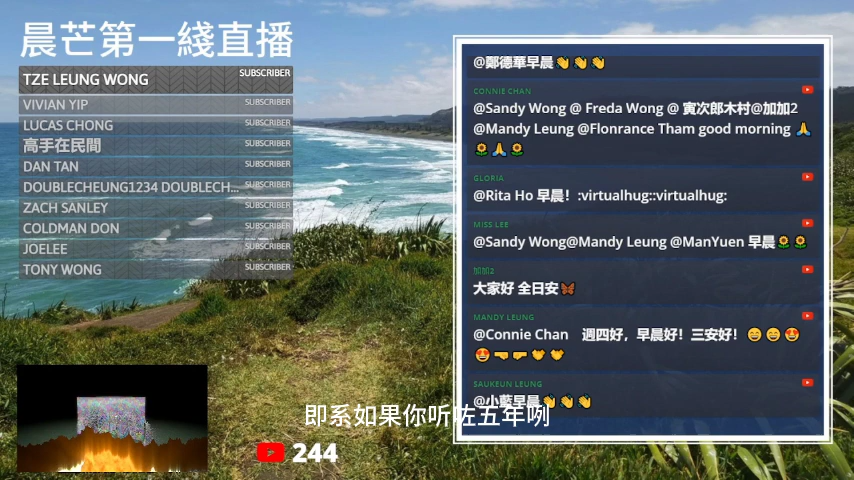 晨芒第一綫直播
TZE LEUNG WONG SUBSCRIBER
VIVIAN YIP SUBSCRIBER
LUCAS CHONG SUBSCRIBER
高手在民間 SUBSCRIBER
DAN TAN SUBSCRIBER
DOUBLECHEUNG1234 DOUBLECH... SUBSCRIBER
ZACH SANLEY SUBSCRIBER
COLDMAN DON SUBSCRIBER
JOELEE SUBSCRIBER
TONY WONG SUBSCRIBER
@鄭德華早晨👏👏👏
CONNIE CHAN
@Sandy Wong @ Freda Wong @ 寅次郎木村@加加2
@Mandy Leung @Flonrance Tham good morning 🙏
🌻🙏🌻
GLORIA
@Rita Ho 早晨！:virtualhug::virtualhug:
MISS LEE
@Sandy Wong@Mandy Leung @ManYuen 早晨🌻🌻
加加2
大家好 全日安🦋
MANDY LEUNG
@Connie Chan 週四好，早晨好！三安好！😄😄😍
😍🤜🤛
SAUKEUN LEUNG
@小藍早晨👏👏👏
即系如果你听咗五年咧
244